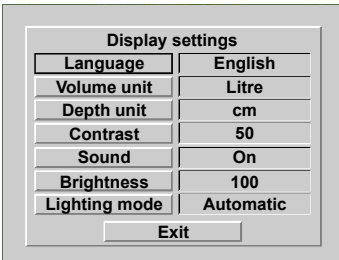 Display settings
Language English
Volume unit Litre
Depth unit cm
Contrast 50
Sound On
Brightness 100
Lighting mode Automatic
Exit